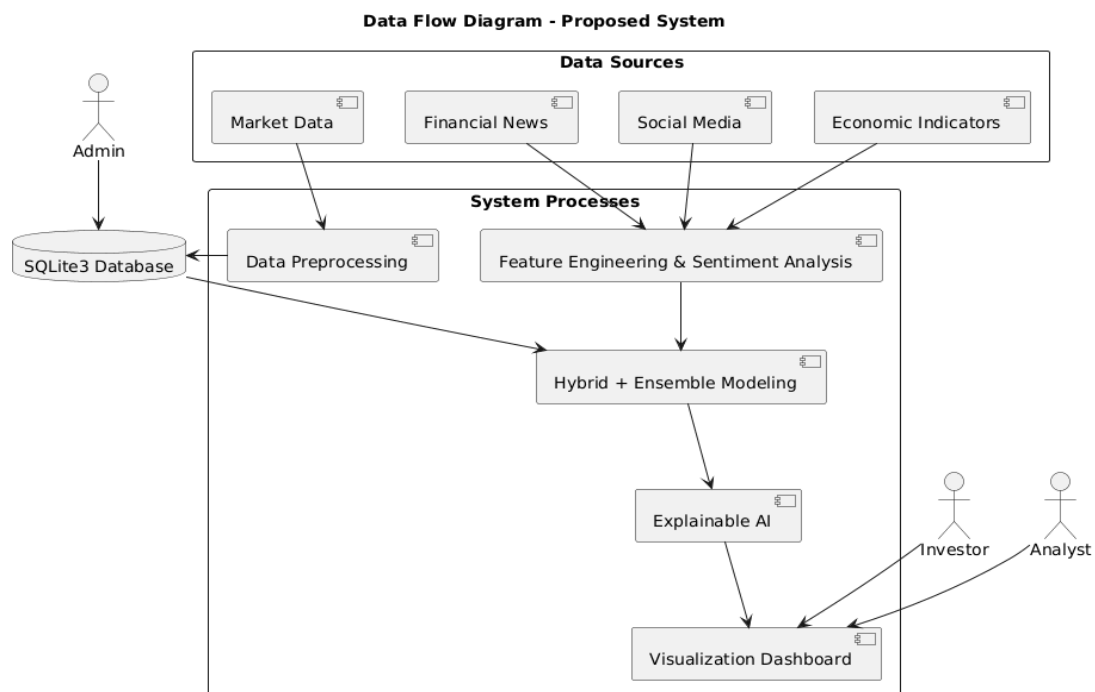 Data Flow Diagram - Proposed System
Data Sources
Market Data
Financial News
Social Media
Economic Indicators
Admin
System Processes
SQLite3 Database
Data Preprocessing
Feature Engineering & Sentiment Analysis
Hybrid + Ensemble Modeling
Explainable AI
Investor
Analyst
Visualization Dashboard